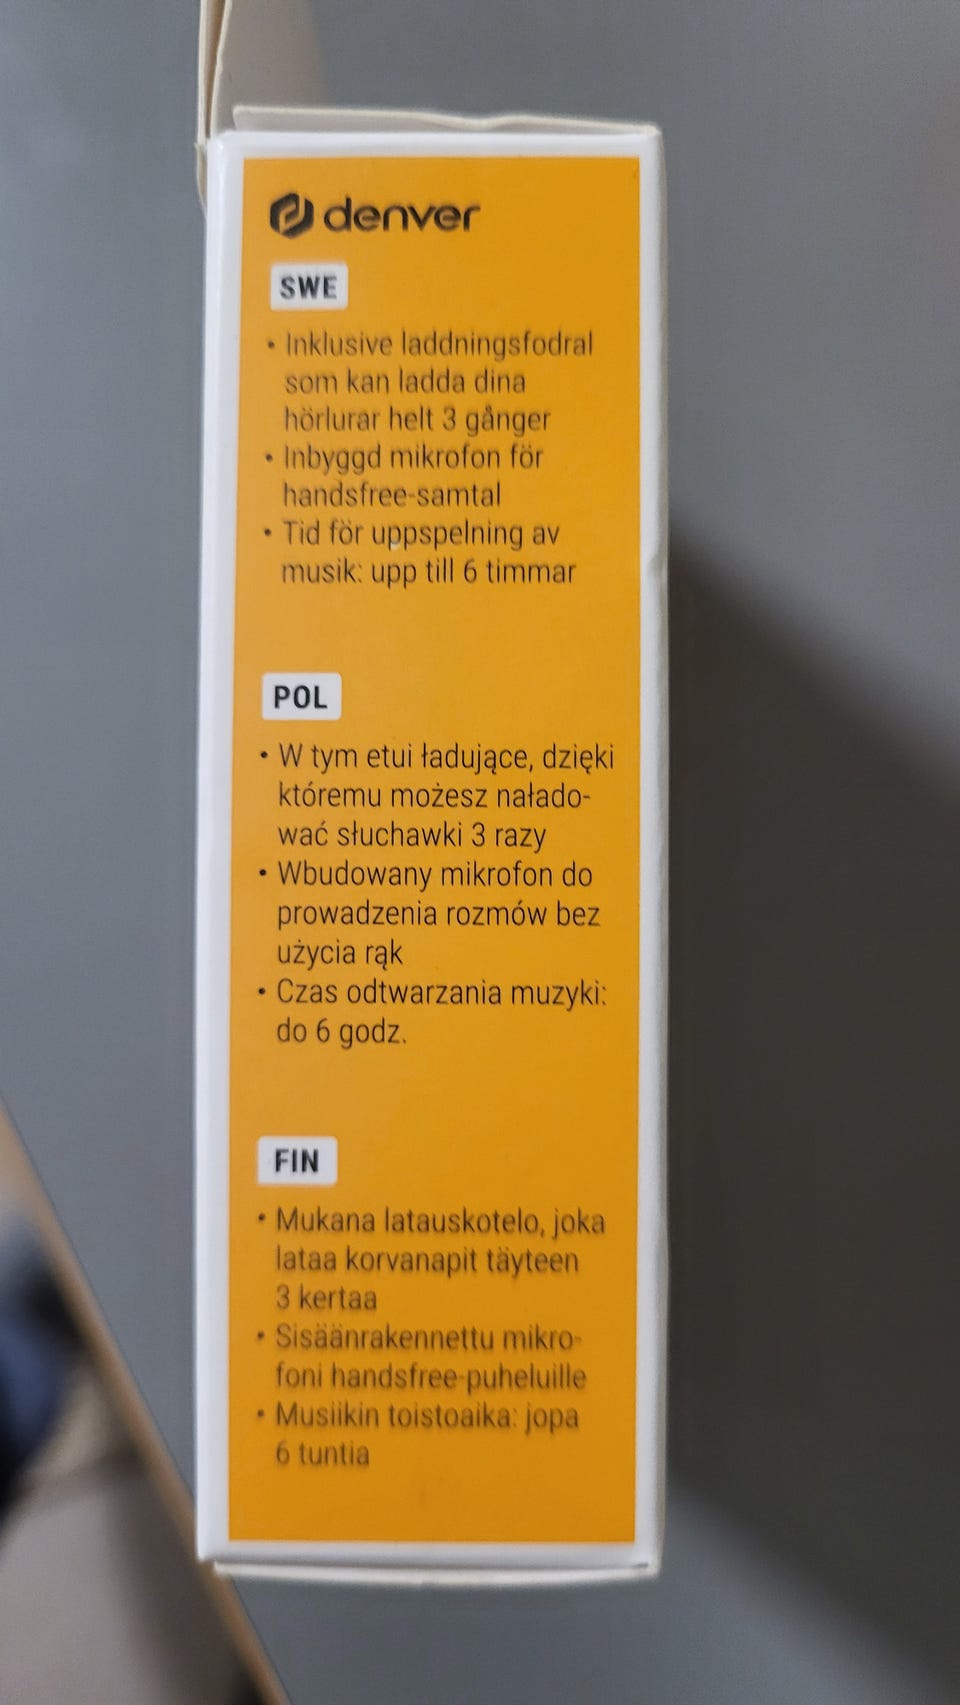 denver
SWE
• Inklusive laddningsfodral
som kan ladda dina
hörlurar helt 3 gånger
• Inbyggd mikrofon för
handsfree-samtal
• Tid för uppspelning av
musik: upp till 6 timmar
POL
• W tym etui ładujące, dzięki
któremu możesz nałado-
wać słuchawki 3 razy
• Wbudowany mikrofon do
prowadzenia rozmów bez
użycia rąk
• Czas odtwarzania muzyki:
do 6 godz.
FIN
• Mukana latauskotelo, joka
lataa korvanapit täyteen
3 kertaa
• Sisäänrakennettu mikro-
foni handsfree-puheluille
• Musiikin toistoaika: jopa
6 tuntia